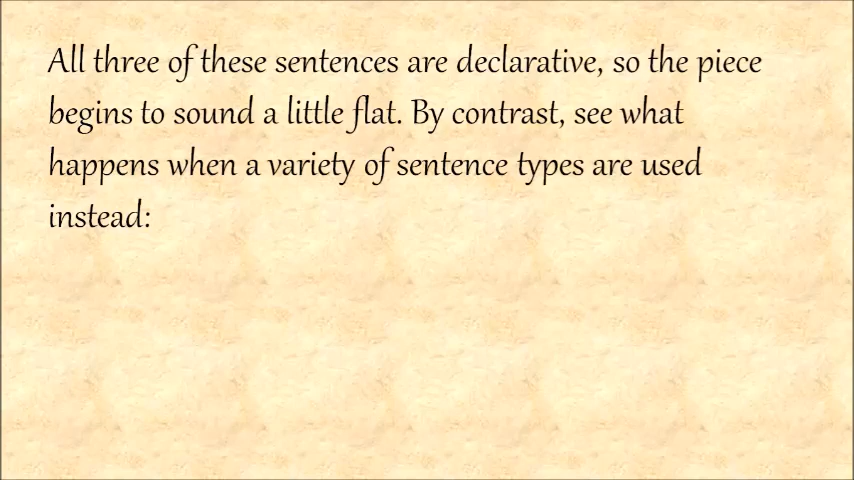 All three of these sentences are declarative, so the piece
begins to sound a little flat. By contrast, see what
happens when a variety of sentence types are used
instead: